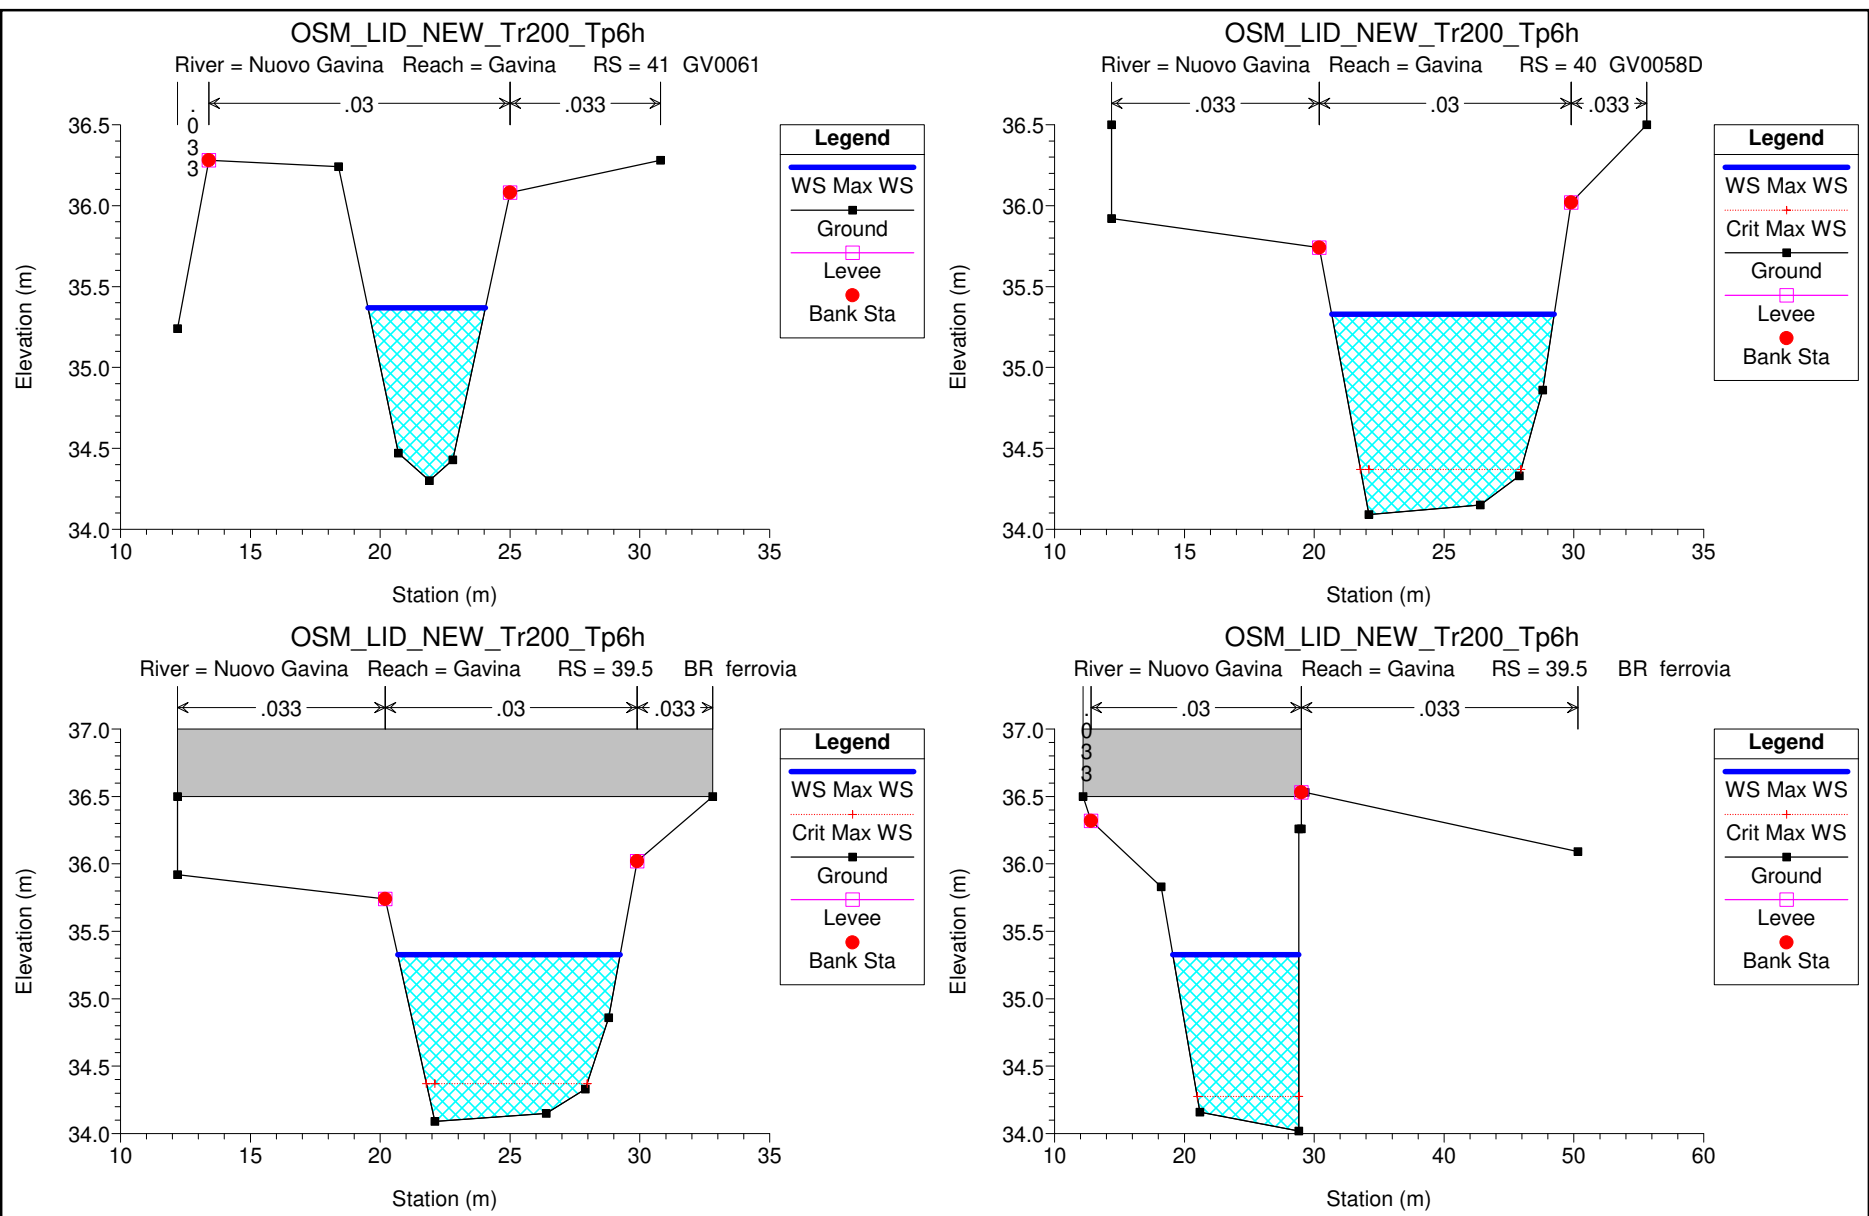 OSM_LID_NEW_Tr200_Tp6h
River = Nuovo Gavina Reach = Gavina RS = 41 GV0061
.033 .03 .033
36.5
36.0
35.5
35.0
34.5
34.0
10 15 20 25 30 35
Station (m)
Elevation (m)
Legend
WS Max WS
Ground
Levee
Bank Sta
OSM_LID_NEW_Tr200_Tp6h
River = Nuovo Gavina Reach = Gavina RS = 40 GV0058D
.033 .03 .033
36.5
36.0
35.5
35.0
34.5
34.0
10 15 20 25 30 35
Station (m)
Elevation (m)
Legend
WS Max WS
Crit Max WS
Ground
Levee
Bank Sta
OSM_LID_NEW_Tr200_Tp6h
River = Nuovo Gavina Reach = Gavina RS = 39.5 BR ferrovia
.033 .03 .033
37.0
36.5
36.0
35.5
35.0
34.5
34.0
10 15 20 25 30 35
Station (m)
Elevation (m)
Legend
WS Max WS
Crit Max WS
Ground
Levee
Bank Sta
OSM_LID_NEW_Tr200_Tp6h
River = Nuovo Gavina Reach = Gavina RS = 39.5 BR ferrovia
.033 .03 .033
37.0
36.5
36.0
35.5
35.0
34.5
34.0
10 20 30 40 50 60
Station (m)
Elevation (m)
Legend
WS Max WS
Crit Max WS
Ground
Levee
Bank Sta